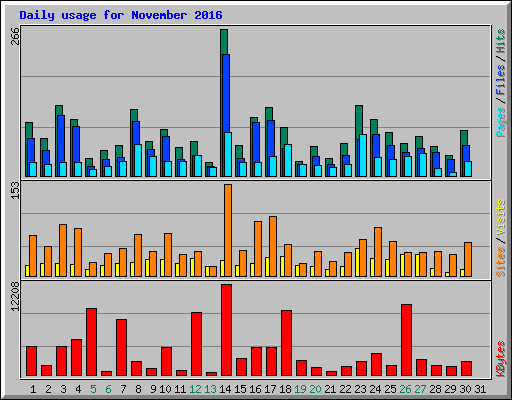 Daily usage for November 2016
266
Pages / Files / Hits
153
Sites / Visits
12208
KBytes
1 2 3 4 5 6 7 8 9 10 11 12 13 14 15 16 17 18 19 20 21 22 23 24 25 26 27 28 29 30 31